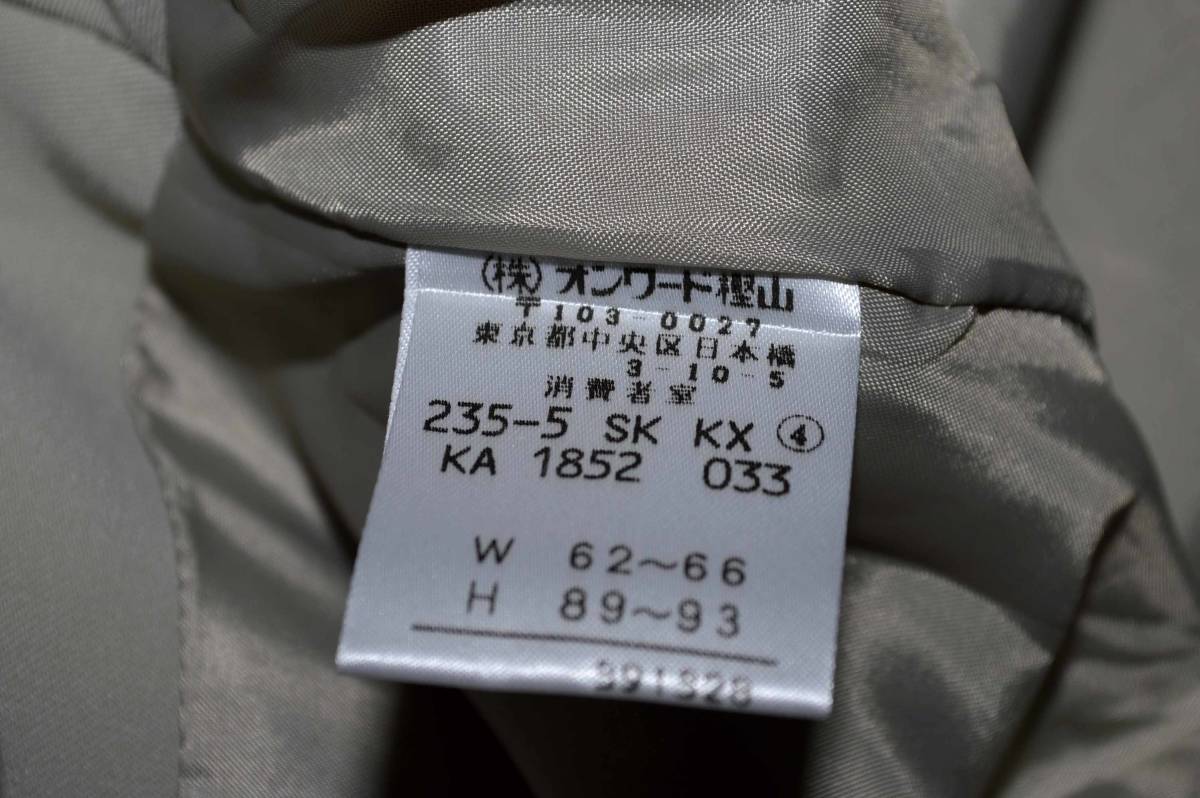 (株)オンワード樫山
〒103-0027
東京都中央区日本橋
3-10-5
消費者室
235-5 SK KX ④
KA 1852 033
W 62～66
H 89～93
391328